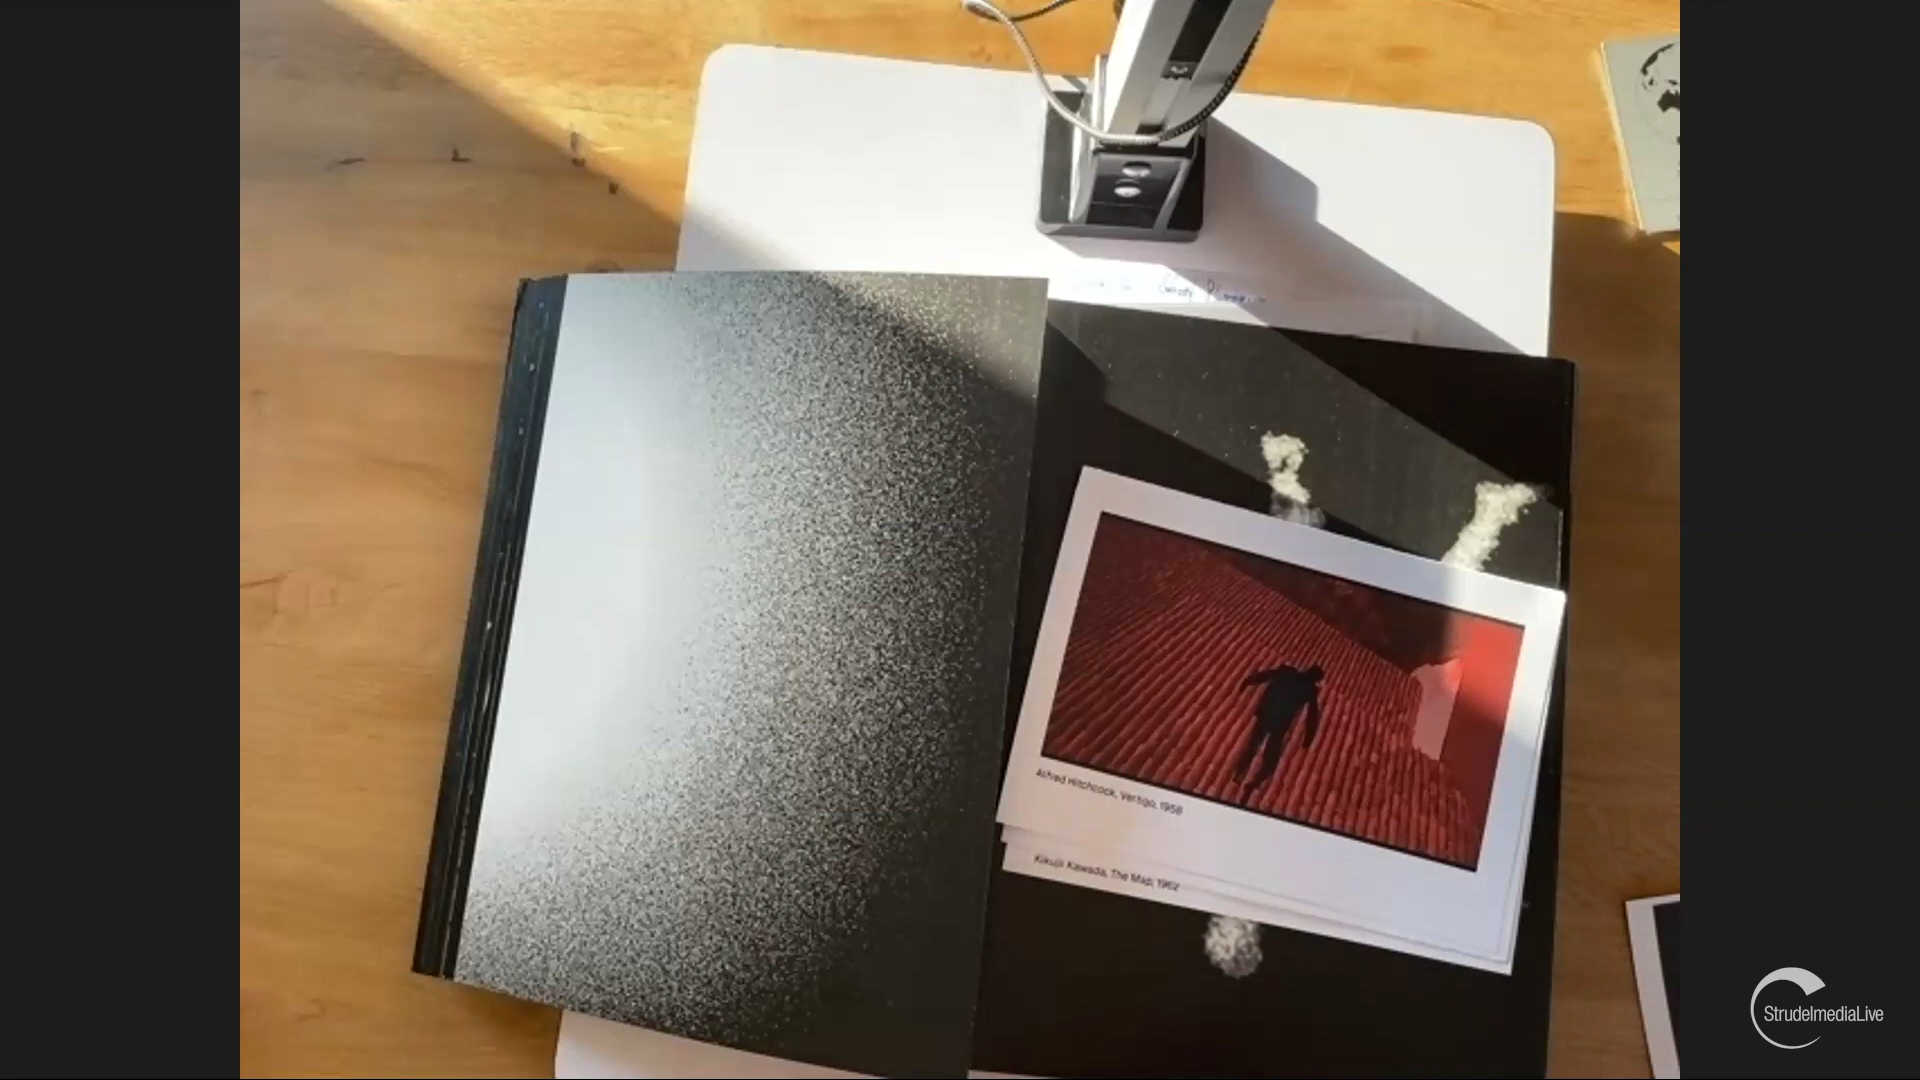 Alfred Hitchcock, Vertigo, 1958
Kikuji Kawada, The Map, 1962
StrudelmediaLive